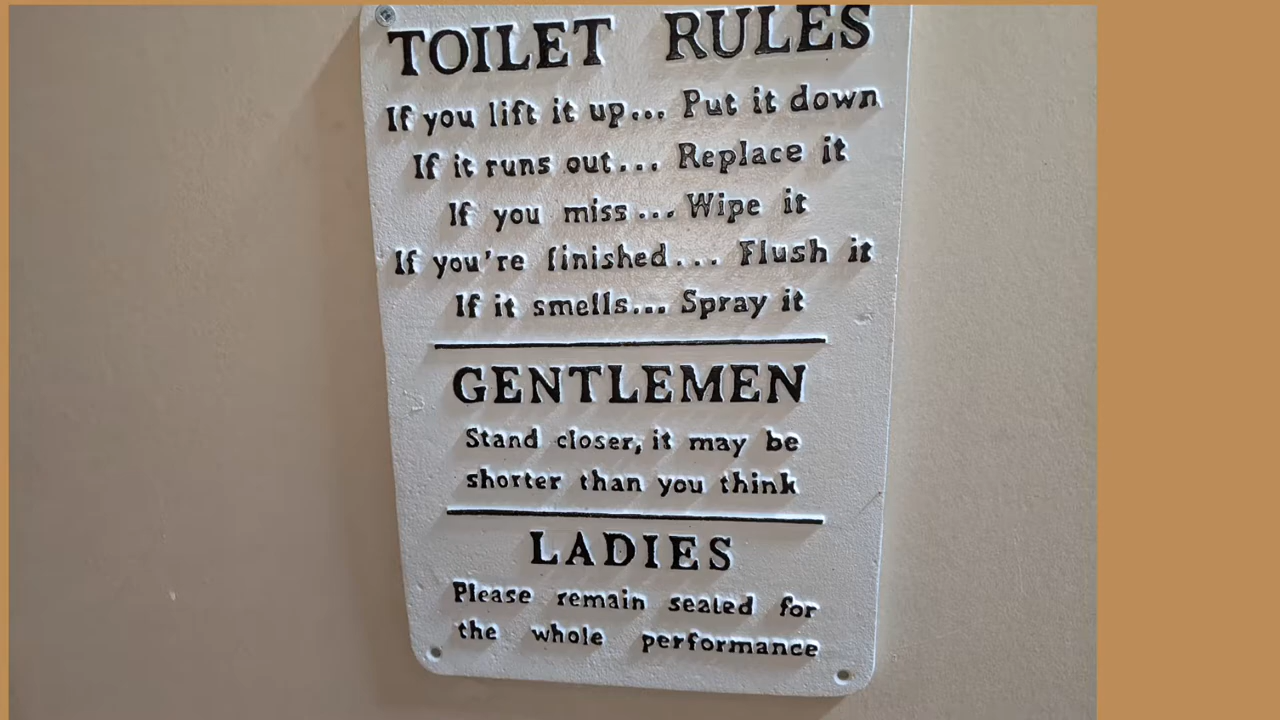 TOILET RULES
If you lift it up... Put it down
If it runs out... Replace it
If you miss... Wipe it
If you're finished... Flush it
If it smells... Spray it
GENTLEMEN
Stand closer, it may be
shorter than you think
LADIES
Please remain seated for
the whole performance